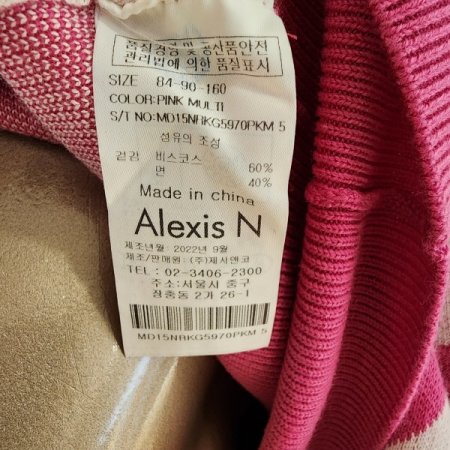 품질경영 및 공산품안전
관리법에 의한 품질표시
SIZE 84-90-160
COLOR:PINK MULTI
S/T NO:MD15NRKG5970PKM 5
섬유의 조성
겉감 비스코스 60%
면 40%
Made in china
Alexis N
제조년월: 2022년 9월
제조/판매원: (주)제사앤코
TEL : 02-3406-2300
주소:서울시 중구
장충동 2가 26-1
MD15NRKG5970PKM 5